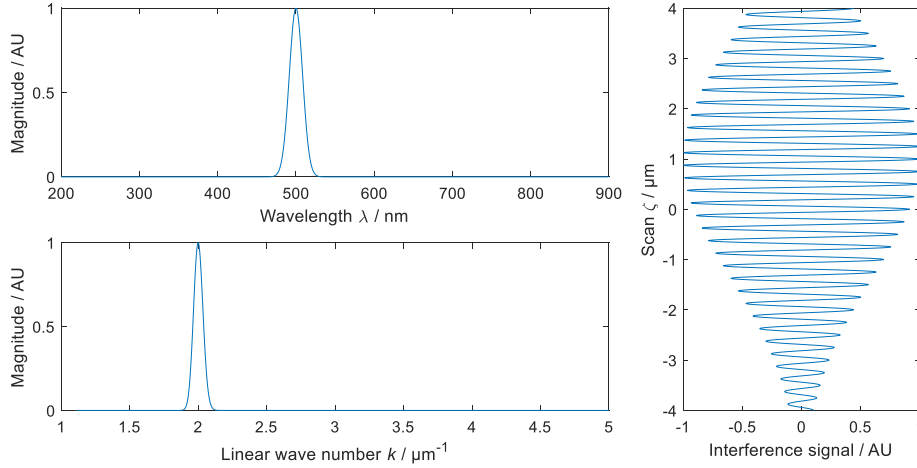 1
0.5
0
Magnitude / AU
200 300 400 500 600 700 800 900
Wavelength λ / nm
1
0.5
0
Magnitude / AU
1 1.5 2 2.5 3 3.5 4 4.5 5
Linear wave number k / μm⁻¹
4
3
2
1
0
-1
-2
-3
-4
Scan ζ / μm
-1 -0.5 0 0.5
Interference signal / AU